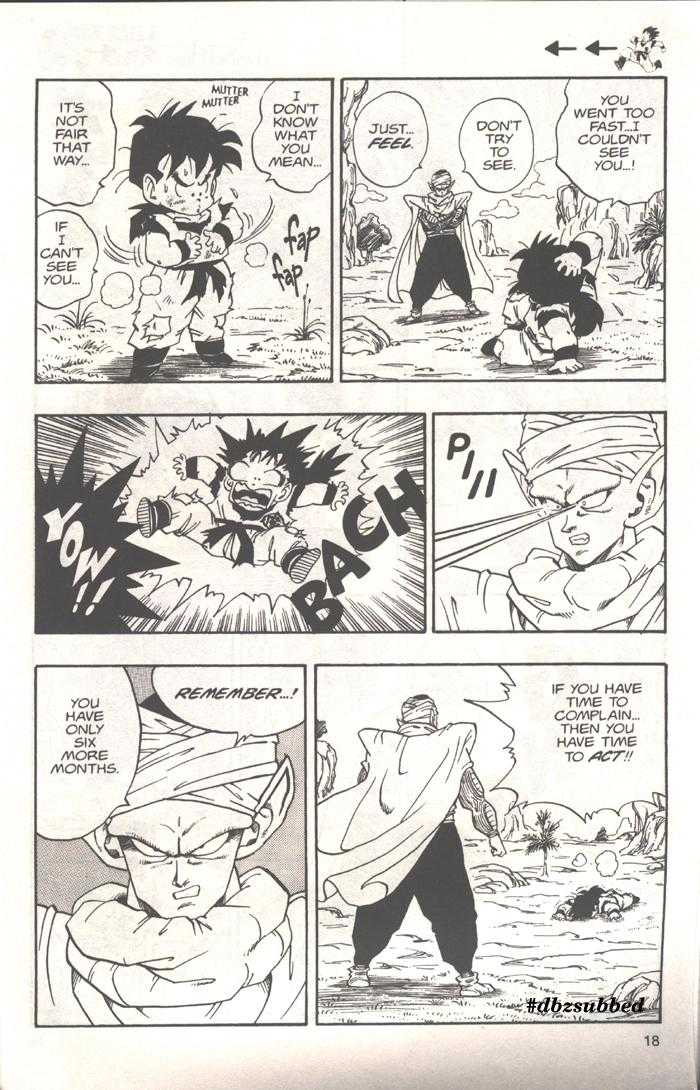 YOU
WENT TOO
FAST...I
COULDN'T
SEE
YOU...!
DON'T
TRY
TO
SEE.
JUST...
FEEL.
I
DON'T
KNOW
WHAT
YOU
MEAN...
MUTTER
MUTTER
IT'S
NOT
FAIR
THAT
WAY...
IF
I
CAN'T
SEE
YOU...
fap
fap
PIII
BACH
YOW!!
IF YOU HAVE
TIME TO
COMPLAIN...
THEN YOU
HAVE TIME
TO ACT!!
REMEMBER...!
YOU
HAVE
ONLY
SIX
MORE
MONTHS.
#dbzsubbed
18